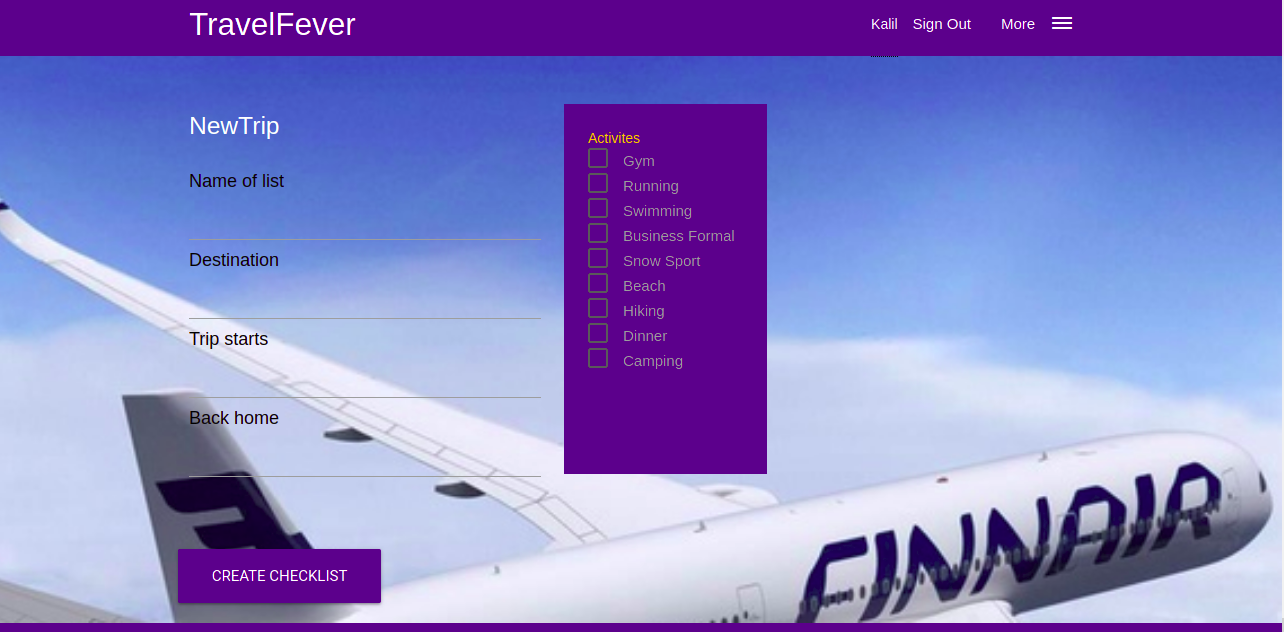 TravelFever
Kalil Sign Out More
NewTrip
Name of list
Destination
Trip starts
Back home
Activites
Gym
Running
Swimming
Business Formal
Snow Sport
Beach
Hiking
Dinner
Camping
CREATE CHECKLIST
FINNAIR